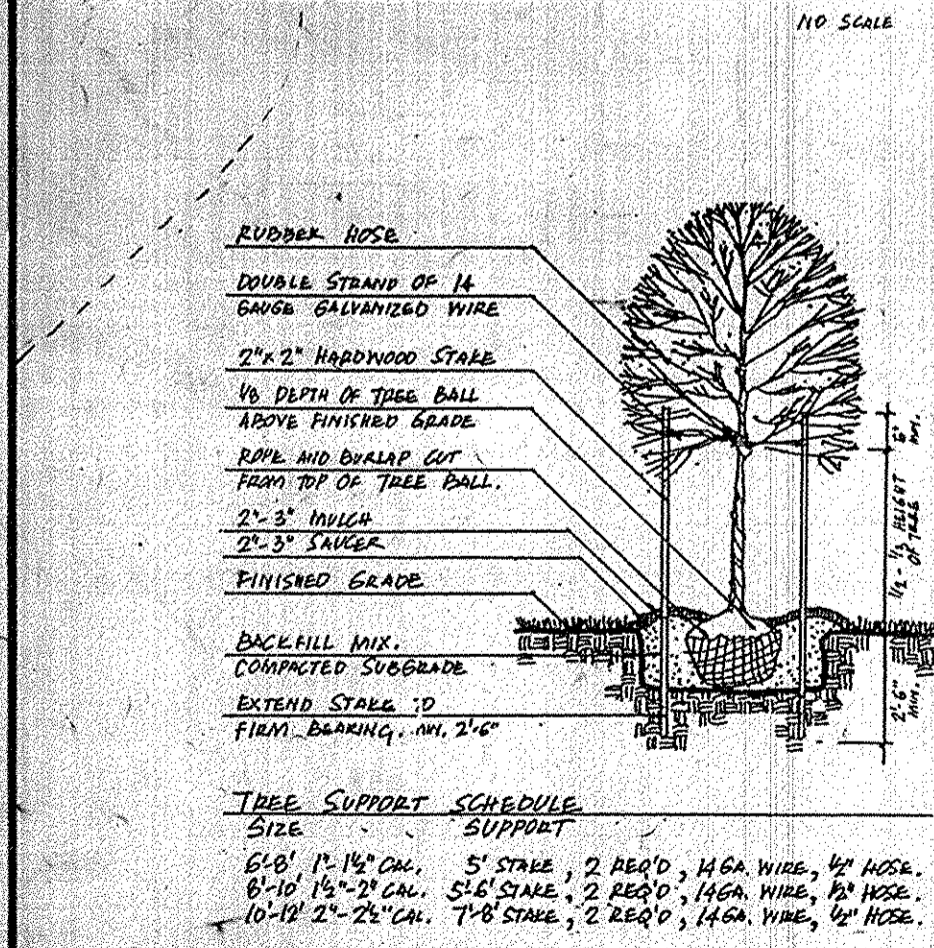 NO SCALE
RUBBER HOSE
DOUBLE STRAND OF 14
GAUGE GALVANIZED WIRE
2"x 2" HARDWOOD STAKE
1/8 DEPTH OF TREE BALL
ABOVE FINISHED GRADE
ROPE AND BURLAP CUT
FROM TOP OF TREE BALL.
2"-3" MULCH
2"-3" SAUCER
FINISHED GRADE
BACKFILL MIX.
COMPACTED SUBGRADE
EXTEND STAKE TO
FIRM BEARING. MIN. 2'-6"
6" MIN.
1/2 - 1/3 HEIGHT
OF TREE
2'-6"
MIN.
TREE SUPPORT SCHEDULE
SIZE SUPPORT
6'-8' 1"-1½" CAL. 5' STAKE, 2 REQ'D, 14GA. WIRE, ½" HOSE.
8'-10' 1½"-2" CAL. 5'-6' STAKE, 2 REQ'D, 14GA. WIRE, ½" HOSE.
10'-12' 2"-2½" CAL. 7'-8' STAKE, 2 REQ'D, 14GA. WIRE, ½" HOSE.